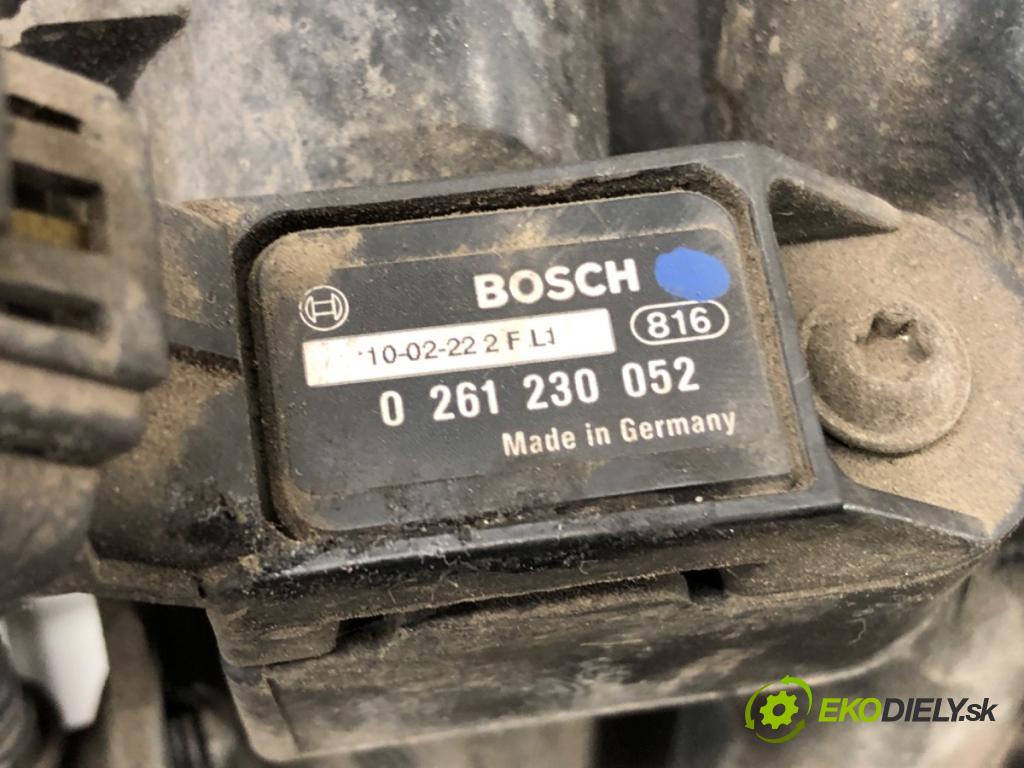 BOSCH
10-02-22 2 F L1
816
0 261 230 052
Made in Germany
EKODIELY.sk